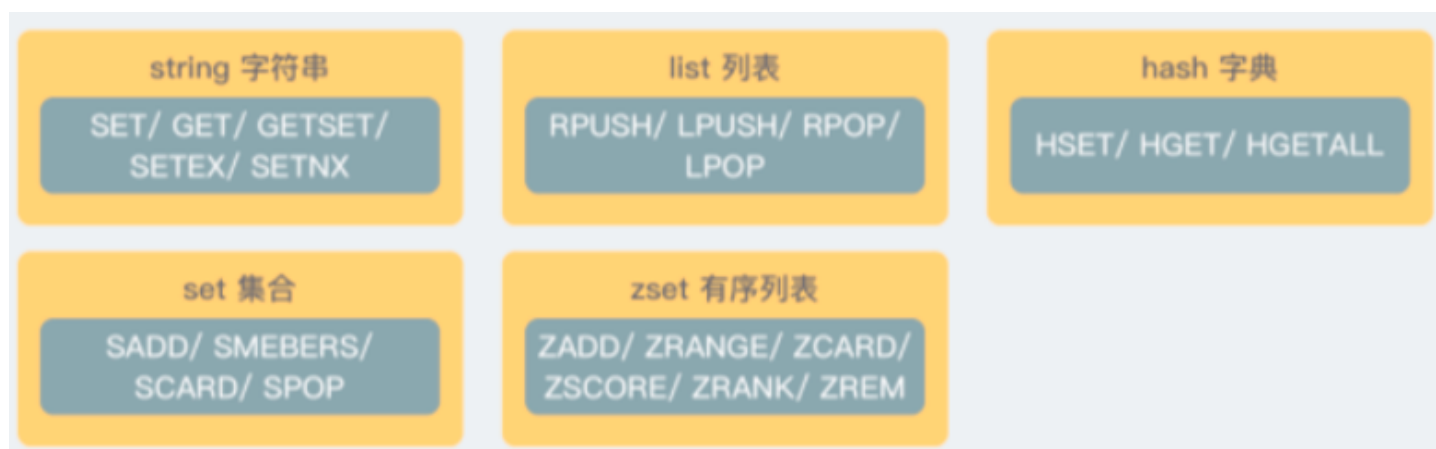 string 字符串
SET/ GET/ GETSET/
SETEX/ SETNX
list 列表
RPUSH/ LPUSH/ RPOP/
LPOP
hash 字典
HSET/ HGET/ HGETALL
set 集合
SADD/ SMEBERS/
SCARD/ SPOP
zset 有序列表
ZADD/ ZRANGE/ ZCARD/
ZSCORE/ ZRANK/ ZREM